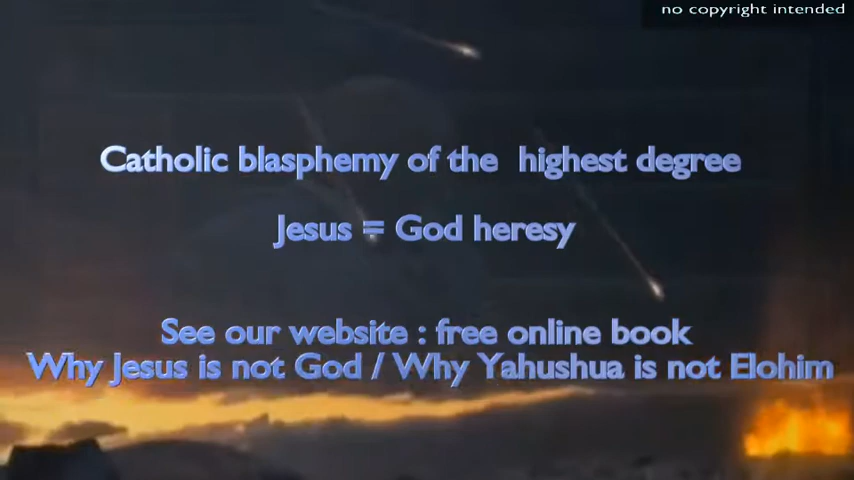 no copyright intended
Catholic blasphemy of the highest degree
Jesus = God heresy
See our website : free online book
Why Jesus is not God / Why Yahushua is not Elohim